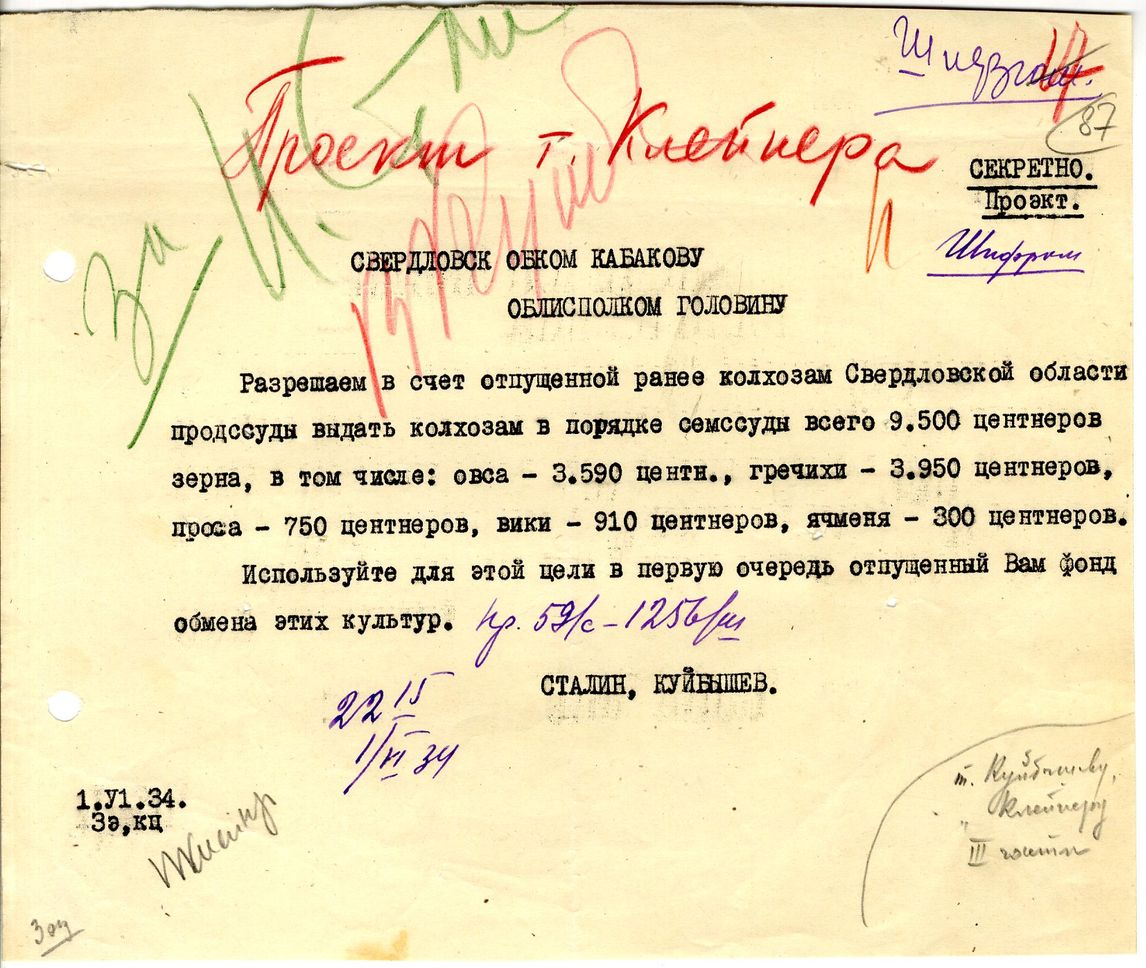 за И. Ст
87
Проект т. Клейнера
СЕКРЕТНО.
Проэкт.
Шифром
СВЕРДЛОВСК ОБКОМ КАБАКОВУ
ОБЛИСПОЛКОМ ГОЛОВИНУ
Разрешаем в счет отпущенной ранее колхозам Свердловской области
продссуды выдать колхозам в порядке семссуды всего 9.500 центнеров
зерна, в том числе: овса – 3.590 центн., гречихи – 3.950 центнеров,
проса – 750 центнеров, вики – 910 центнеров, ячменя – 300 центнеров.
Используйте для этой цели в первую очередь отпущенный Вам фонд
обмена этих культур. Пр. 59/с – 1256/ш
СТАЛИН, КУЙБЫШЕВ.
22 15
1/VI 34
т. Куйбышеву,
" Клейнеру
III части
1.У1.34.
3э,кц